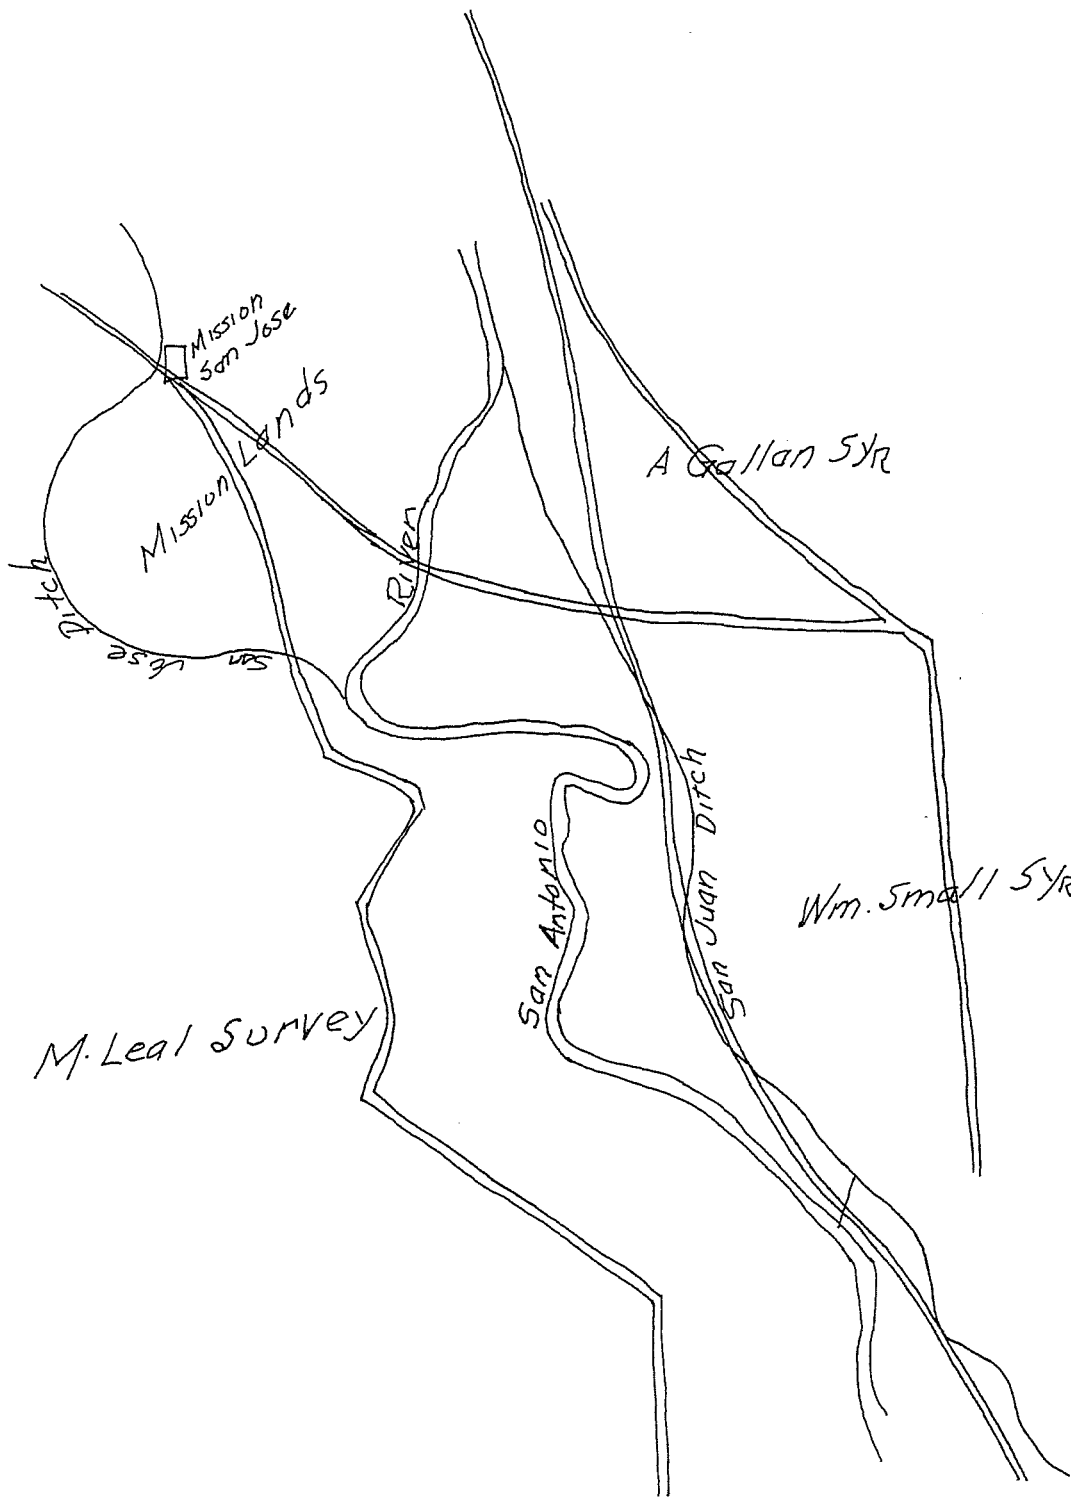 Mission
San Jose
Mission Lands
A Gallan SyR
River
Ditch
San
San Juan Ditch
Wm. Small SyR
San Antonio
M. Leal Survey